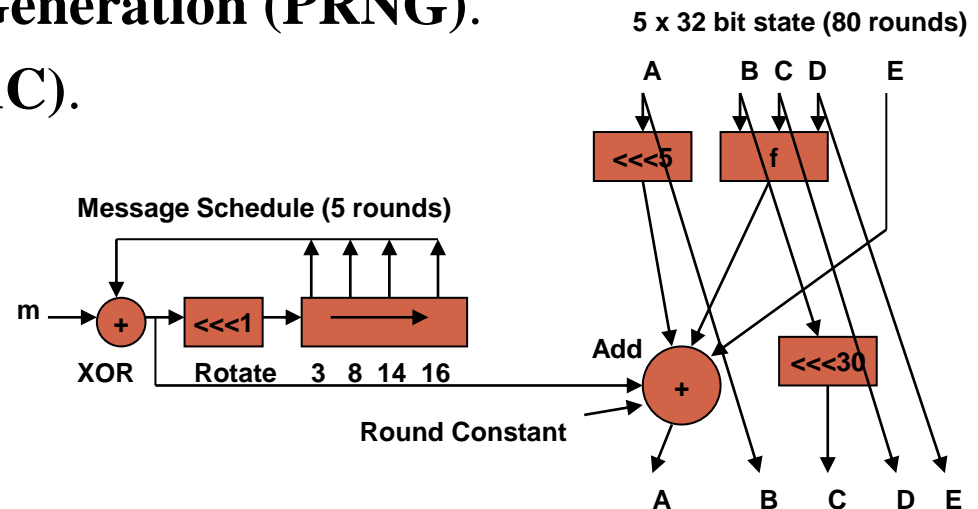 Generation (PRNG).
C).
5 x 32 bit state (80 rounds)
A B C D E
<<<5 f
Message Schedule (5 rounds)
m + <<<1
XOR Rotate 3 8 14 16
Add
+ <<<30
Round Constant
A B C D E